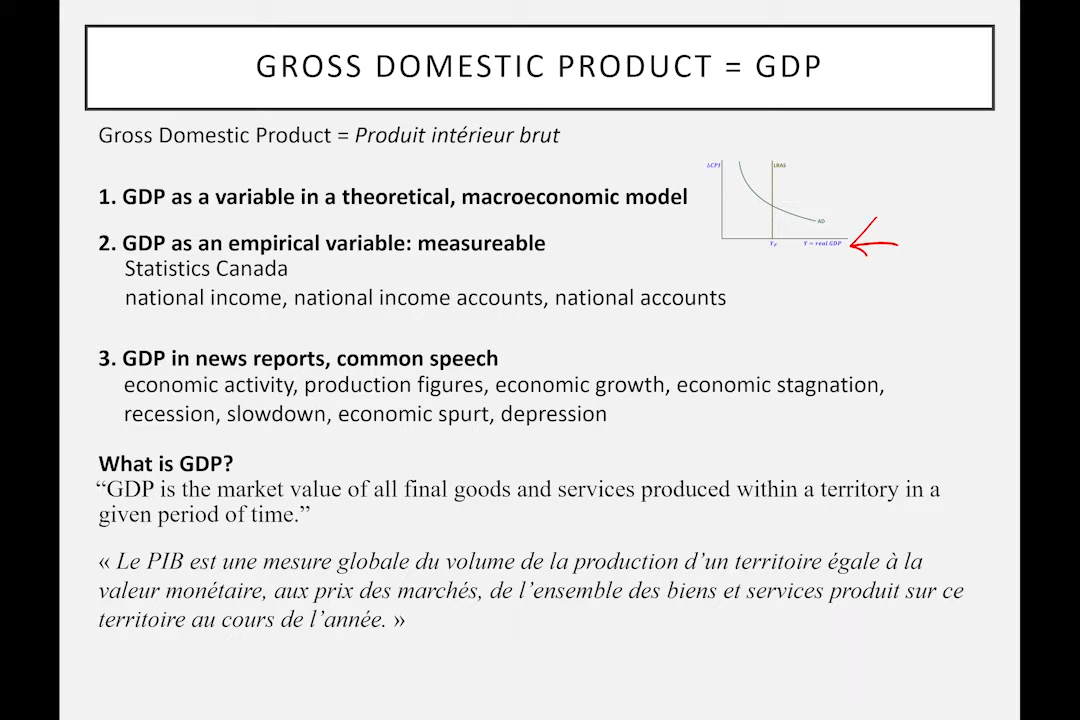 GROSS DOMESTIC PRODUCT = GDP
Gross Domestic Product = Produit intérieur brut
1. GDP as a variable in a theoretical, macroeconomic model
ΔCPI
LRAS
AD
Y_P
Y = real GDP
2. GDP as an empirical variable: measureable
Statistics Canada
national income, national income accounts, national accounts
3. GDP in news reports, common speech
economic activity, production figures, economic growth, economic stagnation,
recession, slowdown, economic spurt, depression
What is GDP?
“GDP is the market value of all final goods and services produced within a territory in a
given period of time.”
« Le PIB est une mesure globale du volume de la production d’un territoire égale à la
valeur monétaire, aux prix des marchés, de l’ensemble des biens et services produit sur ce
territoire au cours de l’année. »